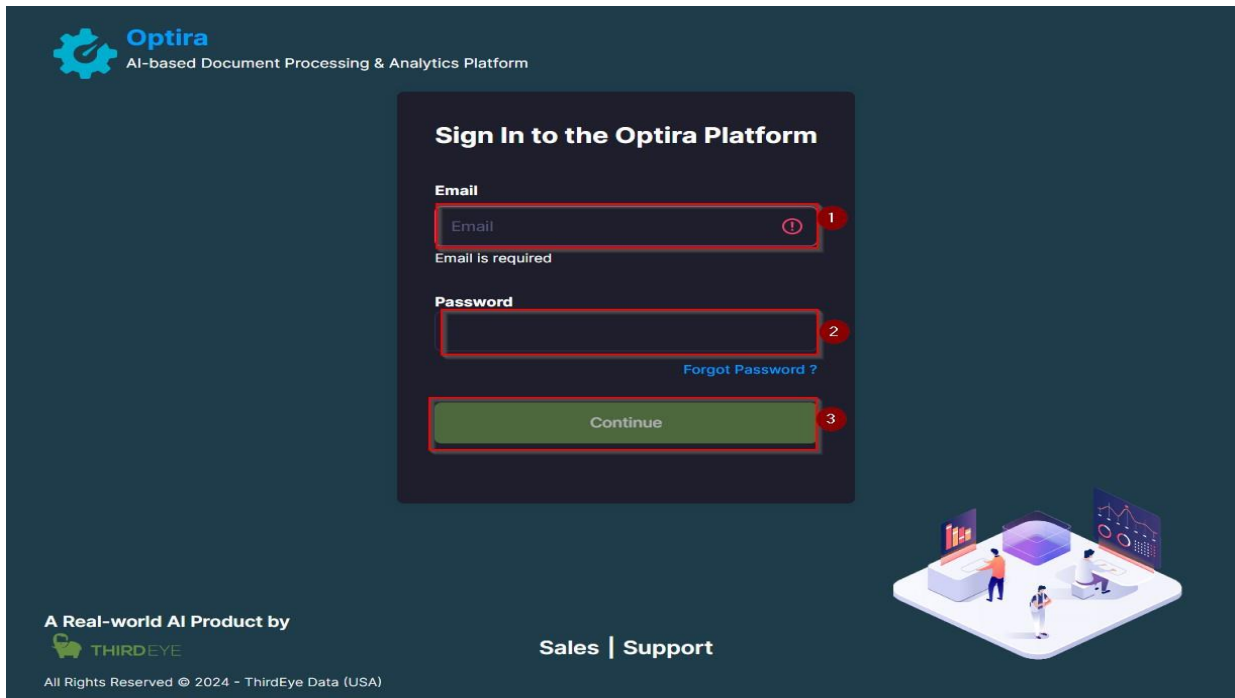 Optira
AI-based Document Processing & Analytics Platform
Sign In to the Optira Platform
Email
Email
1
Email is required
Password
2
Forgot Password ?
Continue
3
A Real-world AI Product by
THIRDEYE
Sales | Support
All Rights Reserved © 2024 - ThirdEye Data (USA)